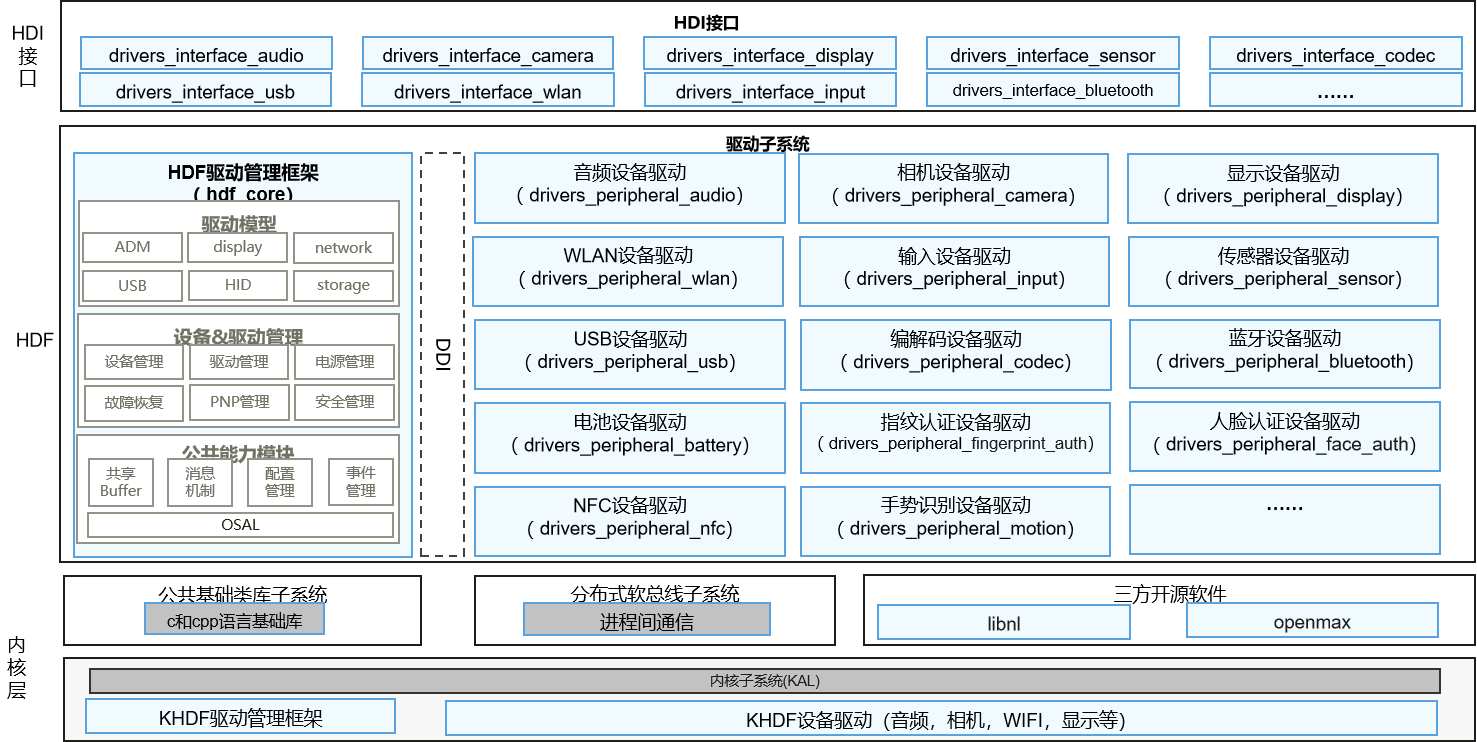 HDI
接
口
HDI接口
drivers_interface_audio
drivers_interface_camera
drivers_interface_display
drivers_interface_sensor
drivers_interface_codec
drivers_interface_usb
drivers_interface_wlan
drivers_interface_input
drivers_interface_bluetooth
……
HDF
驱动子系统
HDF驱动管理框架
（hdf_core）
驱动模型
ADM
display
network
USB
HID
storage
设备&驱动管理
设备管理
驱动管理
电源管理
故障恢复
PNP管理
安全管理
公共能力模块
共享
Buffer
消息
机制
配置
管理
事件
管理
OSAL
DDI
音频设备驱动
（drivers_peripheral_audio）
相机设备驱动
（drivers_peripheral_camera）
显示设备驱动
（drivers_peripheral_display）
WLAN设备驱动
（drivers_peripheral_wlan）
输入设备驱动
（drivers_peripheral_input）
传感器设备驱动
（drivers_peripheral_sensor）
USB设备驱动
（drivers_peripheral_usb）
编解码设备驱动
（drivers_peripheral_codec）
蓝牙设备驱动
（drivers_peripheral_bluetooth）
电池设备驱动
（drivers_peripheral_battery）
指纹认证设备驱动
（drivers_peripheral_fingerprint_auth）
人脸认证设备驱动
（drivers_peripheral_face_auth）
NFC设备驱动
（drivers_peripheral_nfc）
手势识别设备驱动
（drivers_peripheral_motion）
……
内
核
层
公共基础类库子系统
c和cpp语言基础库
分布式软总线子系统
进程间通信
三方开源软件
libnl
openmax
内核子系统(KAL)
KHDF驱动管理框架
KHDF设备驱动（音频，相机，WIFI，显示等）